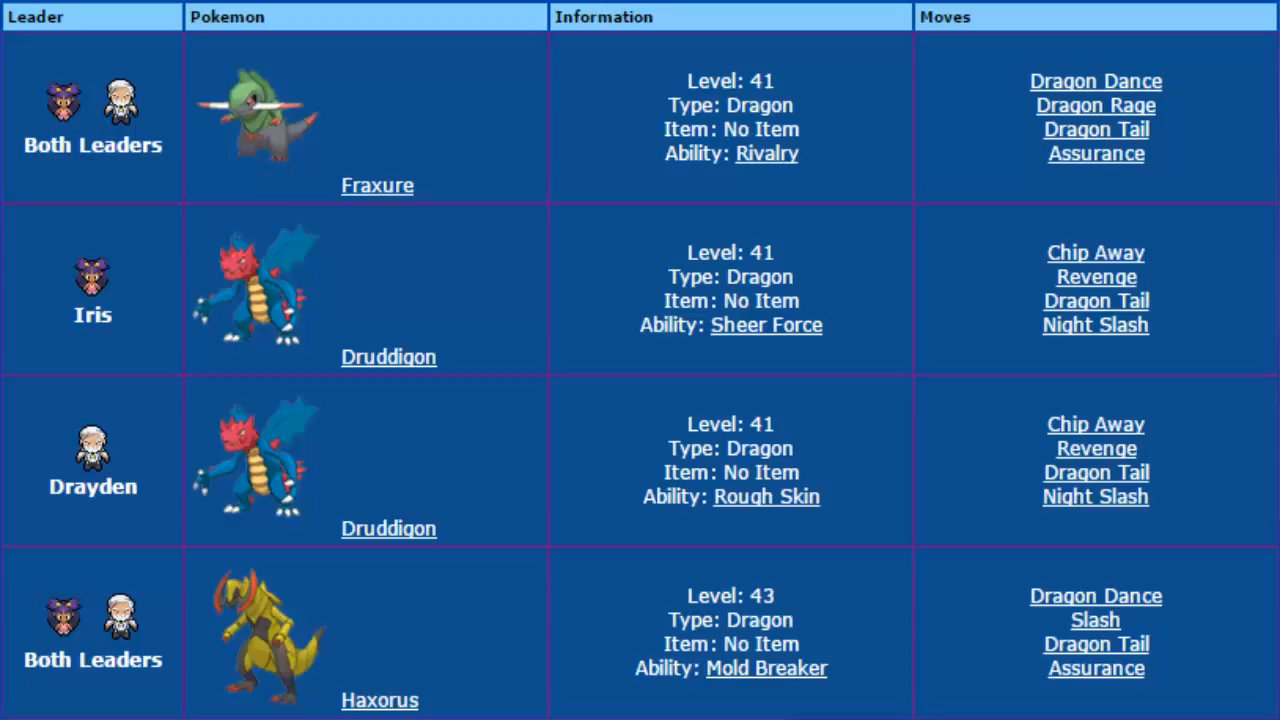 Leader Pokemon Information Moves
Both Leaders
Fraxure
Level: 41
Type: Dragon
Item: No Item
Ability: Rivalry
Dragon Dance
Dragon Rage
Dragon Tail
Assurance
Iris
Druddigon
Level: 41
Type: Dragon
Item: No Item
Ability: Sheer Force
Chip Away
Revenge
Dragon Tail
Night Slash
Drayden
Druddigon
Level: 41
Type: Dragon
Item: No Item
Ability: Rough Skin
Chip Away
Revenge
Dragon Tail
Night Slash
Both Leaders
Haxorus
Level: 43
Type: Dragon
Item: No Item
Ability: Mold Breaker
Dragon Dance
Slash
Dragon Tail
Assurance